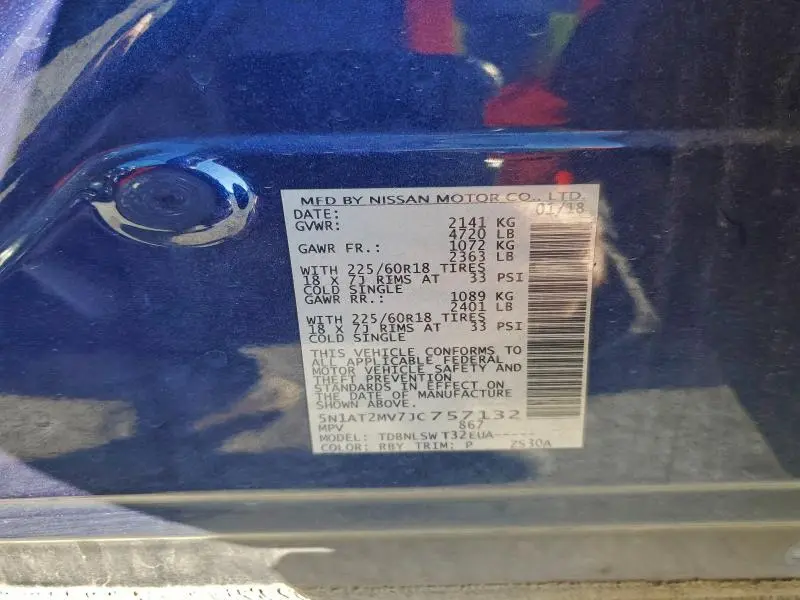 MFD BY NISSAN MOTOR CO., LTD.
DATE: 01/18
GVWR: 2141 KG
4720 LB
GAWR FR.: 1072 KG
2363 LB
WITH 225/60R18 TIRES
18 X 7J RIMS AT 33 PSI
COLD SINGLE
GAWR RR.: 1089 KG
2401 LB
WITH 225/60R18 TIRES
18 X 7J RIMS AT 33 PSI
COLD SINGLE
THIS VEHICLE CONFORMS TO
ALL APPLICABLE FEDERAL
MOTOR VEHICLE SAFETY AND
THEFT PREVENTION
STANDARDS IN EFFECT ON
THE DATE OF MANUFACTURE
SHOWN ABOVE.
5N1AT2MV7JC757132
MPV 867
MODEL: TDBNLSW T32EUA-----
COLOR: RBY TRIM: P ZS30A